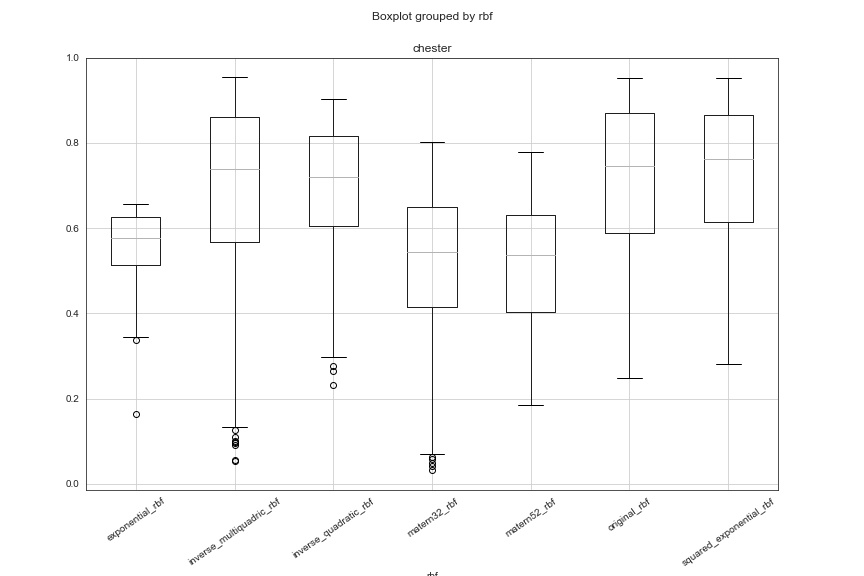 Boxplot grouped by rbf
chester
1.0
0.8
0.6
0.4
0.2
0.0
exponential_rbf
inverse_multiquadric_rbf
inverse_quadratic_rbf
matern32_rbf
matern52_rbf
original_rbf
squared_exponential_rbf
rbf